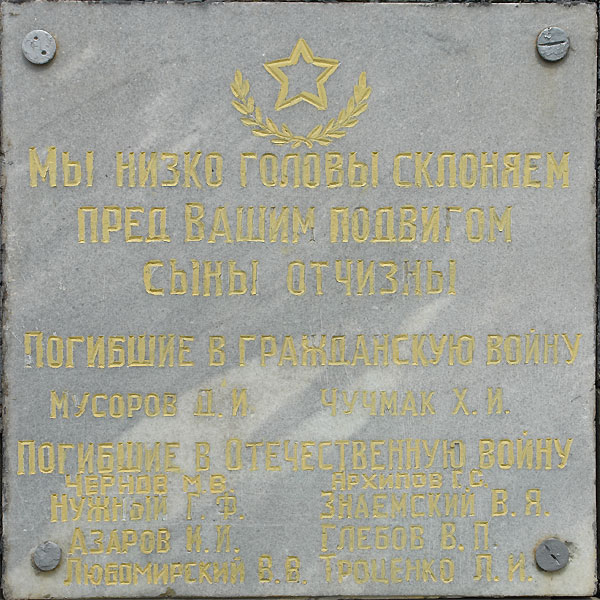 Мы низко головы склоняем
пред Вашим подвигом
сыны отчизны
Погибшие в гражданскую войну
Мусоров Д.И. Чучмак Х.И.
Погибшие в Отечественную войну
Чернов М.В. Архипов Г.С.
Нужный Г.Ф. Знаемский В.Я.
Азаров И.И. Глебов В.П.
Любомирский В.В. Троценко Л.И.